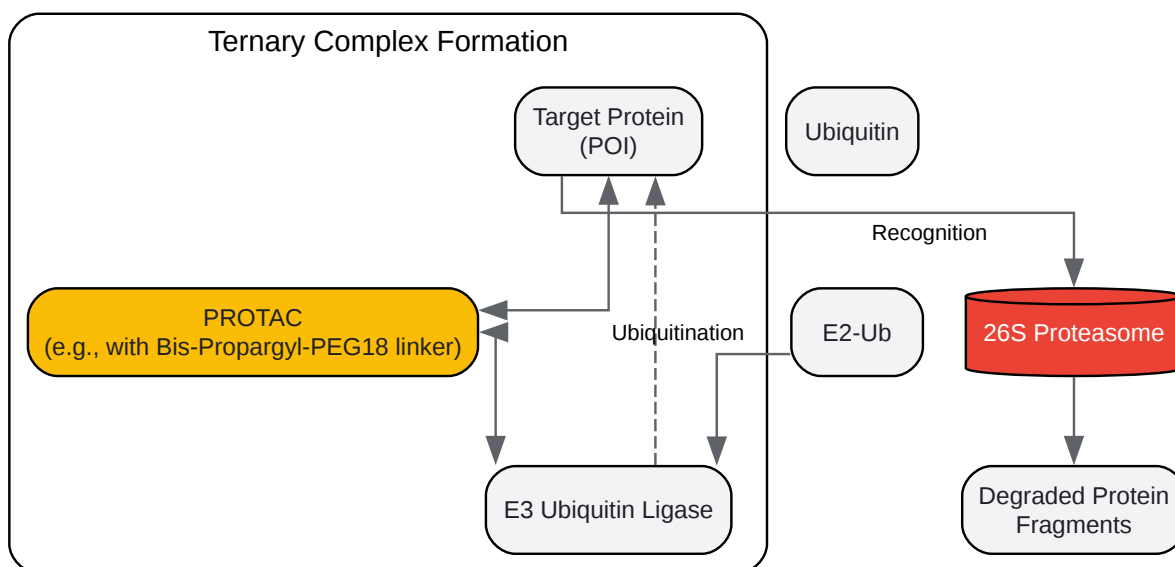 Ternary Complex Formation
Target Protein
(POI)
Ubiquitin
Recognition
PROTAC
(e.g., with Bis-Propargyl-PEG18 linker)
Ubiquitination
E2-Ub
26S Proteasome
E3 Ubiquitin Ligase
Degraded Protein
Fragments